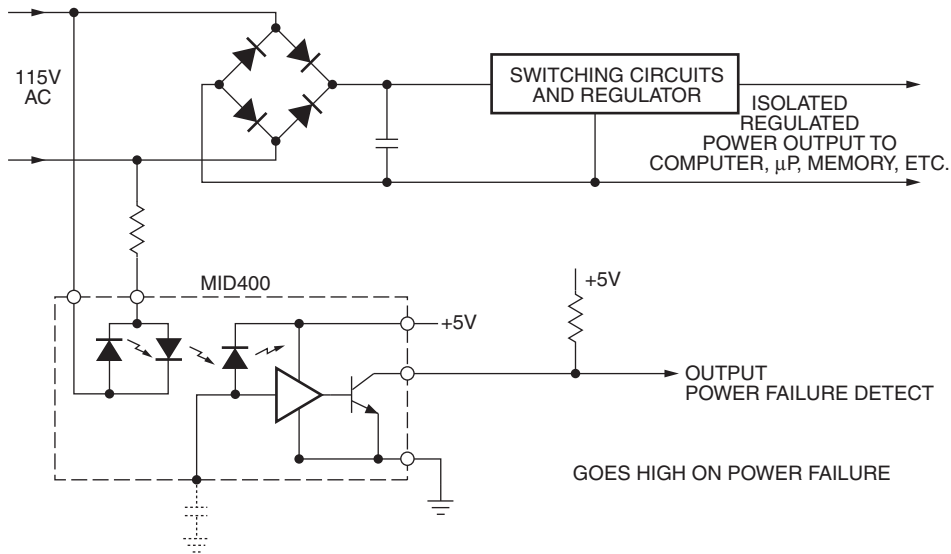 115V
AC
SWITCHING CIRCUITS
AND REGULATOR
ISOLATED
REGULATED
POWER OUTPUT TO
COMPUTER, μP, MEMORY, ETC.
MID400
+5V
+5V
OUTPUT
POWER FAILURE DETECT
GOES HIGH ON POWER FAILURE